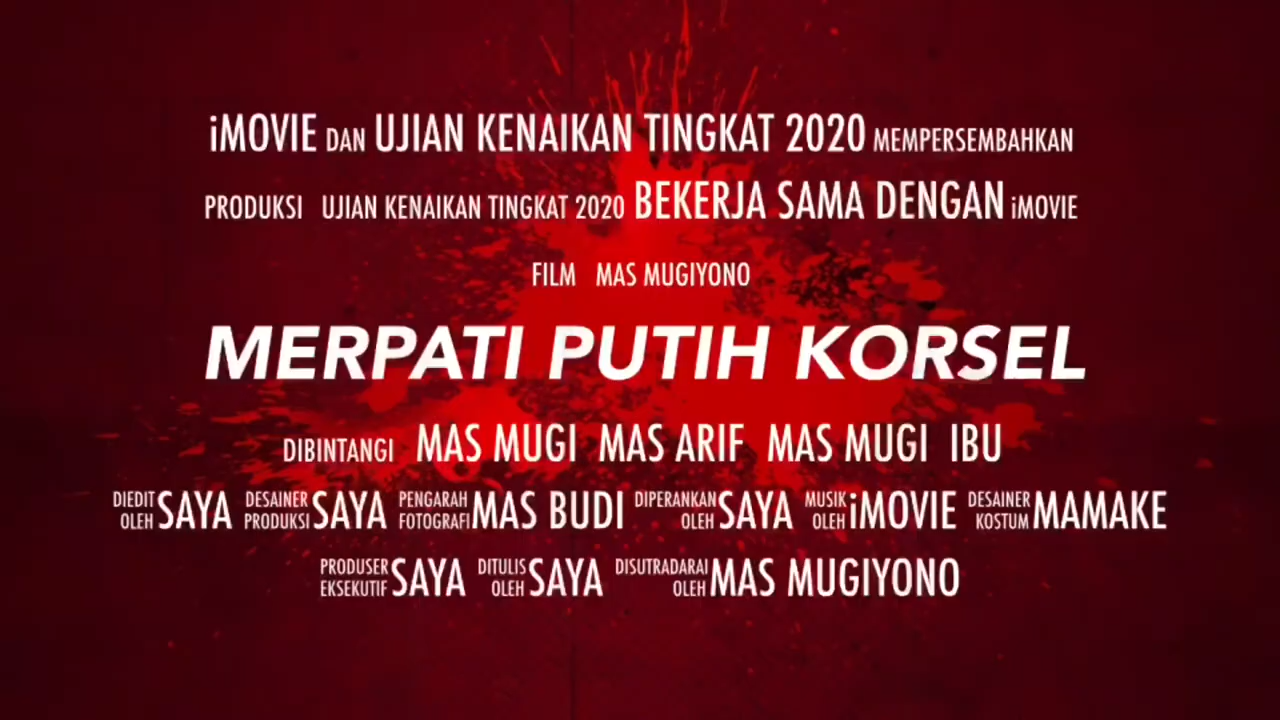 iMOVIE DAN UJIAN KENAIKAN TINGKAT 2020 MEMPERSEMBAHKAN
PRODUKSI UJIAN KENAIKAN TINGKAT 2020 BEKERJA SAMA DENGAN iMOVIE
FILM MAS MUGIYONO
MERPATI PUTIH KORSEL
DIBINTANGI MAS MUGI MAS ARIF MAS MUGI IBU
DIEDIT OLEH SAYA DESAINER PRODUKSI SAYA PENGARAH FOTOGRAFI MAS BUDI DIPERANKAN OLEH SAYA MUSIK OLEH iMOVIE DESAINER KOSTUM MAMAKE
PRODUSER EKSEKUTIF SAYA DITULIS OLEH SAYA DISUTRADARAI OLEH MAS MUGIYONO